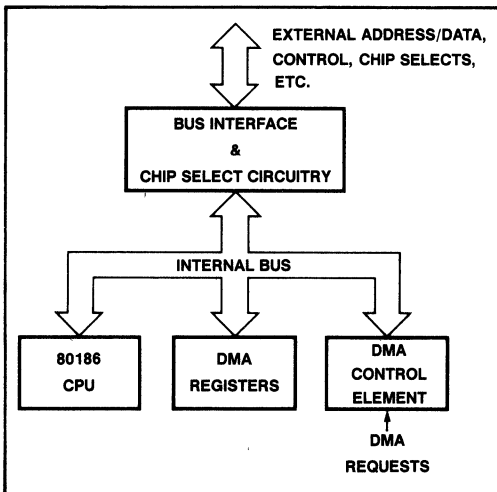 EXTERNAL ADDRESS/DATA,
CONTROL, CHIP SELECTS,
ETC.
BUS INTERFACE
&
CHIP SELECT CIRCUITRY
INTERNAL BUS
80186
CPU
DMA
REGISTERS
DMA
CONTROL
ELEMENT
DMA
REQUESTS